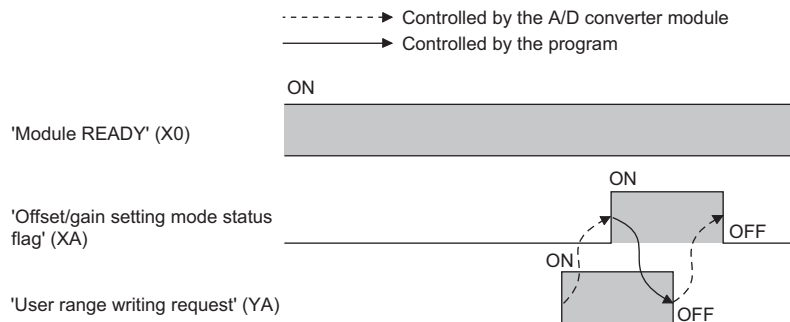 Controlled by the A/D converter module
Controlled by the program
ON
'Module READY' (X0)
ON
'Offset/gain setting mode status
flag' (XA)
OFF
ON
'User range writing request' (YA)
OFF